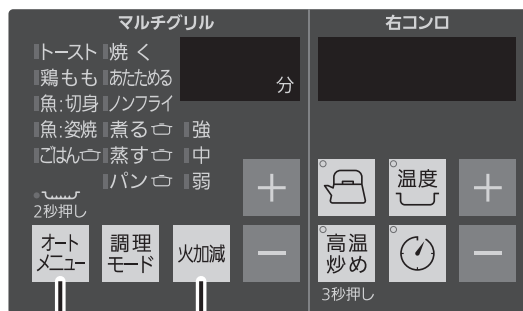 マルチグリル
トースト 焼く
鶏もも あたためる
魚:切身 ノンフライ
分
魚:姿焼 煮る 強
ごはん 蒸す 中
パン 弱
2秒押し
オートメニュー
調理モード
火加減
＋
－
右コンロ
温度
＋
高温炒め
－
3秒押し